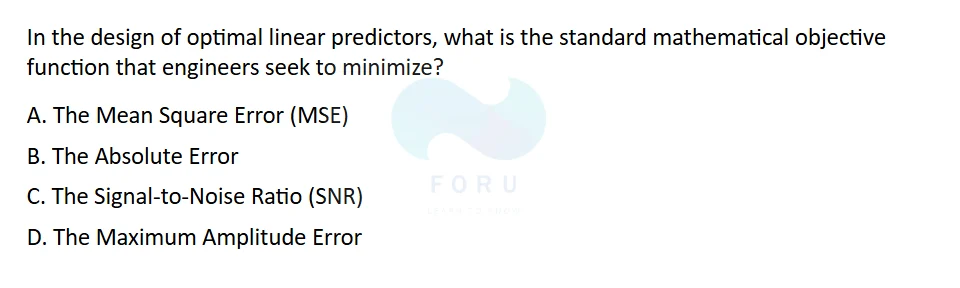 In the design of optimal linear predictors, what is the standard mathematical objective
function that engineers seek to minimize?
A. The Mean Square Error (MSE)
B. The Absolute Error
FORU
C. The Signal-to-Noise Ratio (SNR)
D. The Maximum Amplitude Error